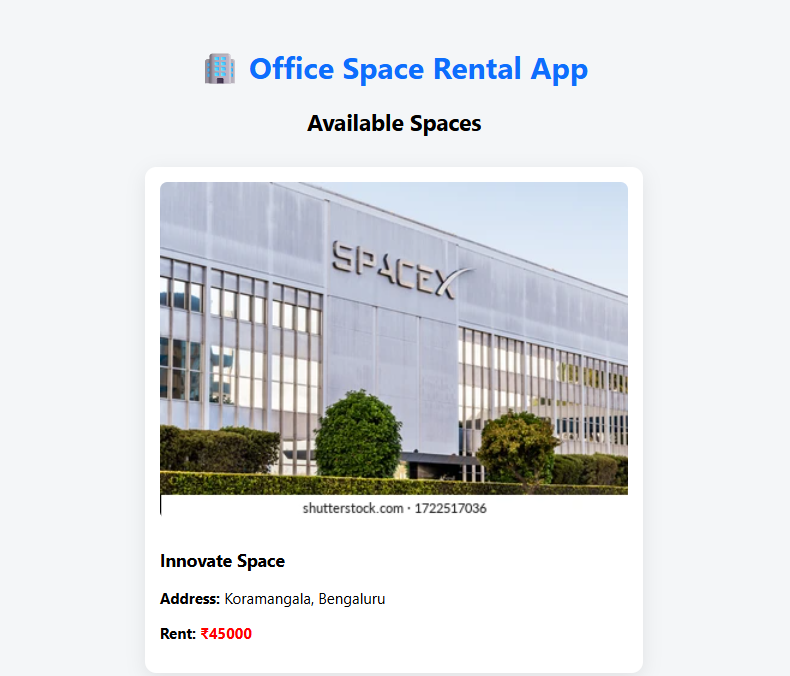 Office Space Rental App
Available Spaces
SPACEX
shutterstock.com · 1722517036
Innovate Space
Address: Koramangala, Bengaluru
Rent: ₹45000